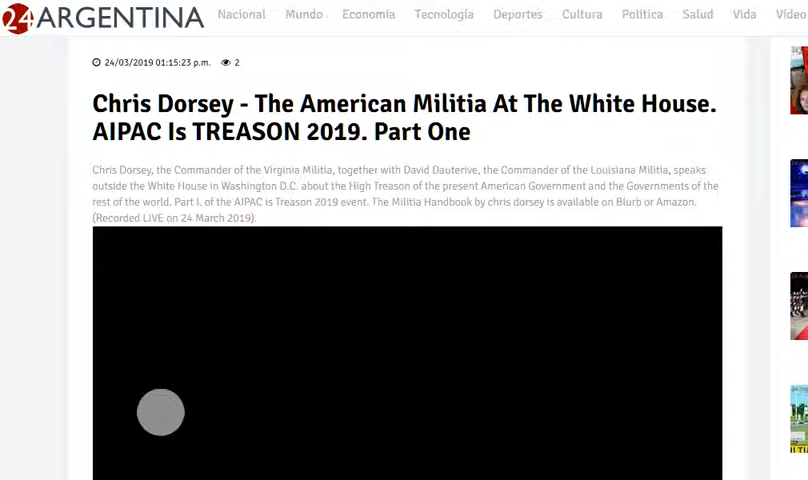 24 ARGENTINA Nacional Mundo Economía Tecnología Deportes Cultura Política Salud Vida Vídeo
24/03/2019 01:15:23 p.m. 2
Chris Dorsey - The American Militia At The White House.
AIPAC Is TREASON 2019. Part One
Chris Dorsey, the Commander of the Virginia Militia, together with David Dauterive, the Commander of the Louisiana Militia, speaks
outside the White House in Washington D.C. about the High Treason of the present American Government and the Governments of the
rest of the world. Part I. of the AIPAC is Treason 2019 event. The Militia Handbook by chris dorsey is available on Blurb or Amazon.
(Recorded LIVE on 24 March 2019).